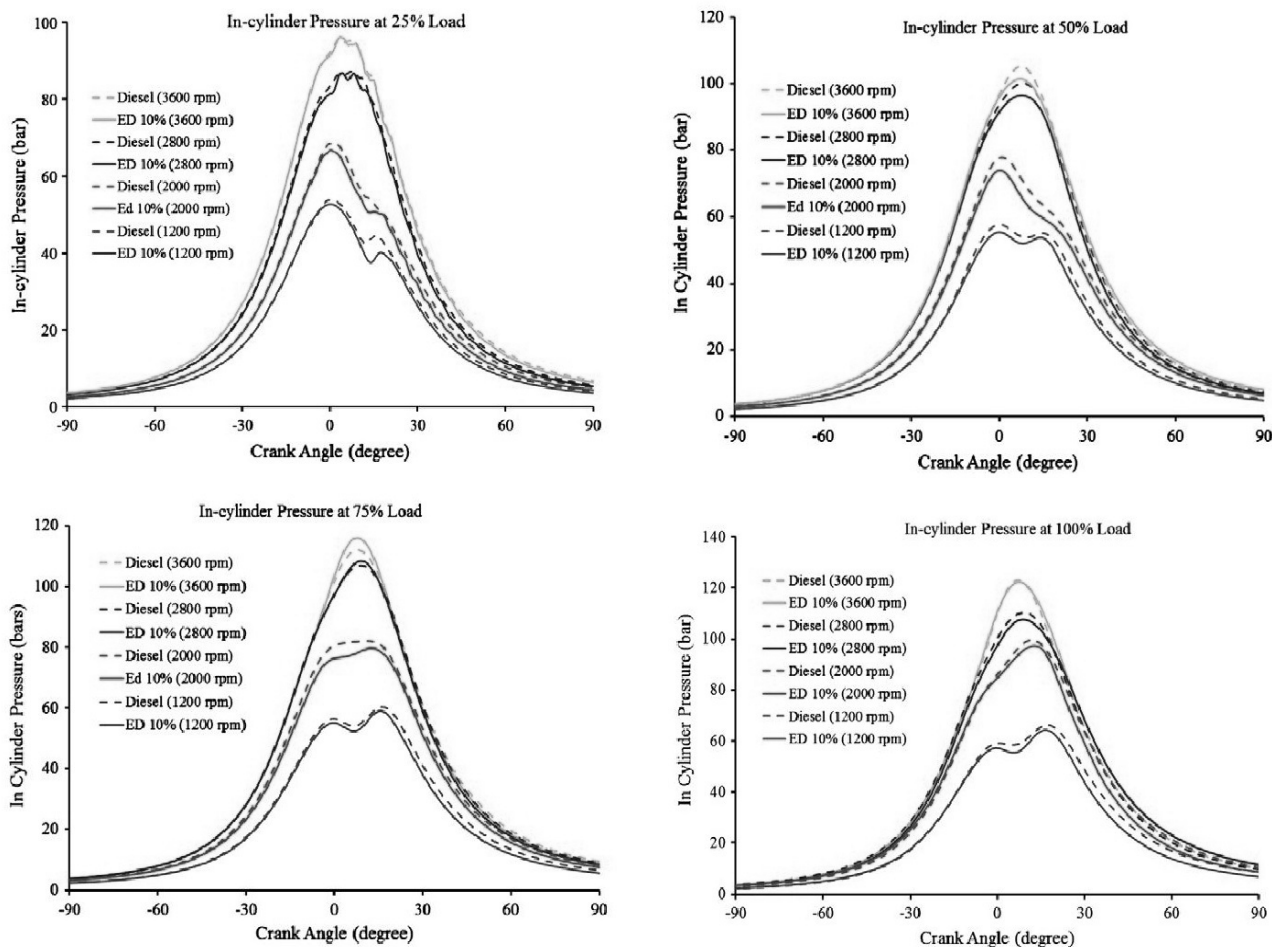 In-cylinder Pressure at 25% Load
In-cylinder Pressure (bar)
100
80
60
40
20
0
Diesel (3600 rpm)
ED 10% (3600 rpm)
Diesel (2800 rpm)
ED 10% (2800 rpm)
Diesel (2000 rpm)
Ed 10% (2000 rpm)
Diesel (1200 rpm)
ED 10% (1200 rpm)
-90 -60 -30 0 30 60 90
Crank Angle (degree)
In-cylinder Pressure at 50% Load
In Cylinder Pressure (bar)
120
100
80
60
40
20
0
Diesel (3600 rpm)
ED 10% (3600 rpm)
Diesel (2800 rpm)
ED 10% (2800 rpm)
Diesel (2000 rpm)
Ed 10% (2000 rpm)
Diesel (1200 rpm)
ED 10% (1200 rpm)
-90 -60 -30 0 30 60 90
Crank Angle (degree)
In-cylinder Pressure at 75% Load
In Cylinder Pressure (bars)
120
100
80
60
40
20
0
Diesel (3600 rpm)
ED 10% (3600 rpm)
Diesel (2800 rpm)
ED 10% (2800 rpm)
Diesel (2000 rpm)
Ed 10% (2000 rpm)
Diesel (1200 rpm)
ED 10% (1200 rpm)
-90 -60 -30 0 30 60 90
Crank Angle (degree)
In-cylinder Pressure at 100% Load
In Cylinder Pressure (bar)
140
120
100
80
60
40
20
0
Diesel (3600 rpm)
ED 10% (3600 rpm)
Diesel (2800 rpm)
ED 10% (2800 rpm)
Diesel (2000 rpm)
ED 10% (2000 rpm)
Diesel (1200 rpm)
ED 10% (1200 rpm)
-90 -60 -30 0 30 60 90
Crank Angle (degree)